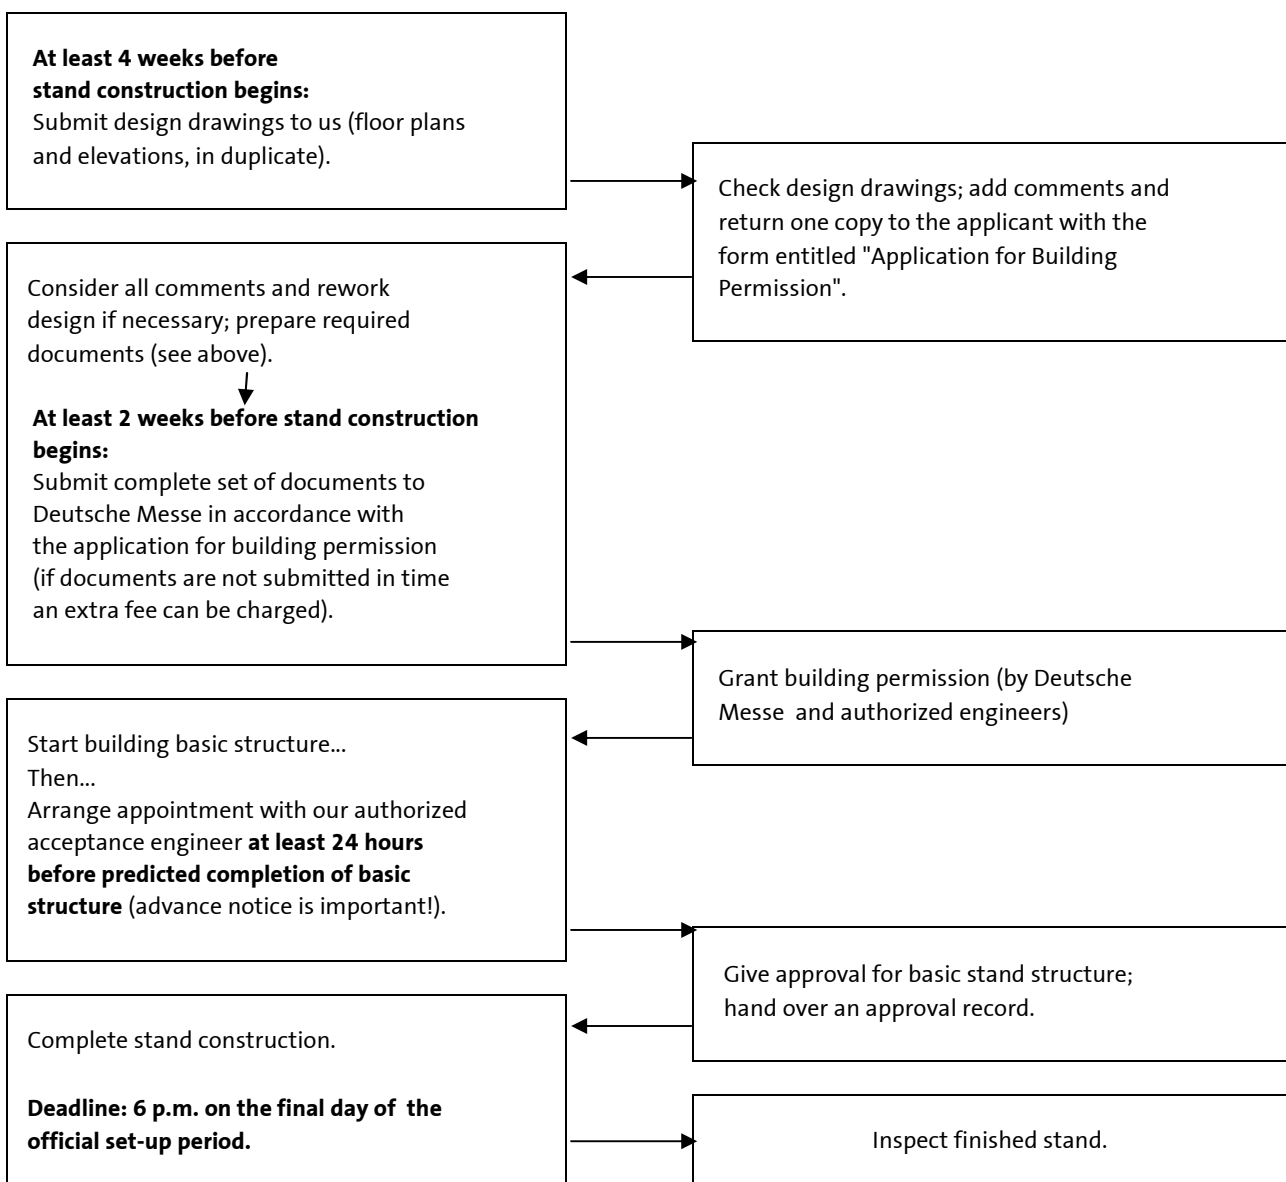 At least 4 weeks before
stand construction begins:
Submit design drawings to us (floor plans
and elevations, in duplicate).
Check design drawings; add comments and
return one copy to the applicant with the
form entitled "Application for Building
Permission".
Consider all comments and rework
design if necessary; prepare required
documents (see above).
At least 2 weeks before stand construction
begins:
Submit complete set of documents to
Deutsche Messe in accordance with
the application for building permission
(if documents are not submitted in time
an extra fee can be charged).
Grant building permission (by Deutsche
Messe  and authorized engineers)
Start building basic structure...
Then...
Arrange appointment with our authorized
acceptance engineer at least 24 hours
before predicted completion of basic
structure (advance notice is important!).
Give approval for basic stand structure;
hand over an approval record.
Complete stand construction.
Deadline: 6 p.m. on the final day of  the
official set-up period.
Inspect finished stand.